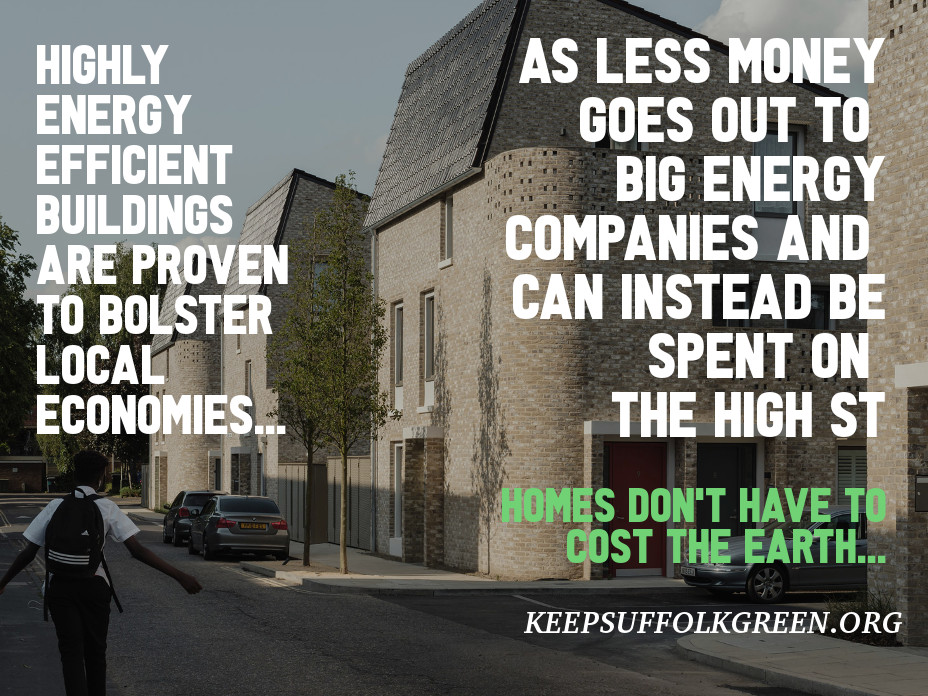 HIGHLY
ENERGY
EFFICIENT
BUILDINGS
ARE PROVEN
TO BOLSTER
LOCAL
ECONOMIES...
AS LESS MONEY
GOES OUT TO
BIG ENERGY
COMPANIES AND
CAN INSTEAD BE
SPENT ON
THE HIGH ST
HOMES DON'T HAVE TO
COST THE EARTH...
KEEPSUFFOLKGREEN.ORG